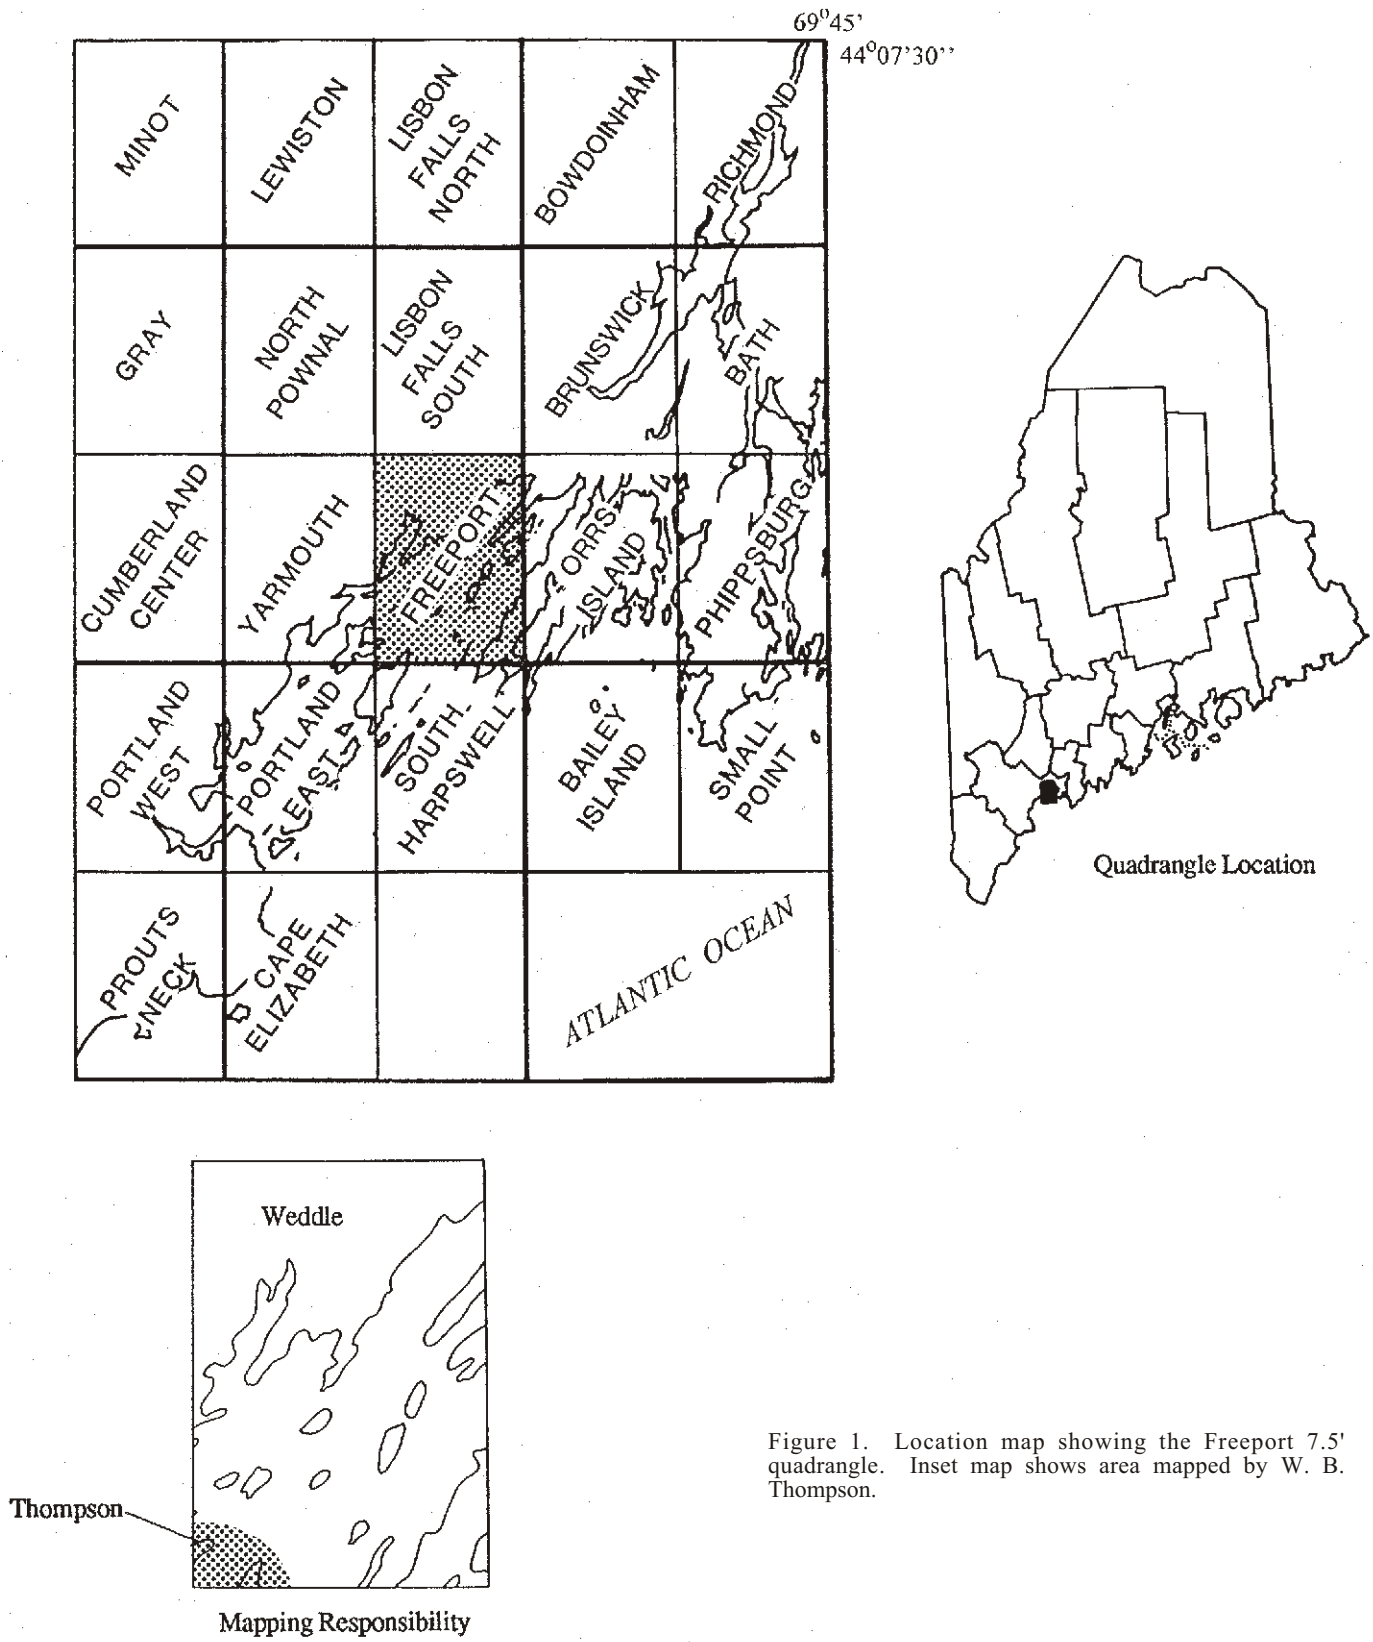 69°45'
44°07'30''
MINOT
LEWISTON
LISBON
FALLS
NORTH
BOWDOINHAM
RICHMOND
GRAY
NORTH
POWNAL
LISBON
FALLS
SOUTH
BRUNSWICK
BATH
CUMBERLAND
CENTER
YARMOUTH
FREEPORT
ORRS
ISLAND
PHIPPSBURG
PORTLAND
WEST
PORTLAND
EAST
SOUTH
HARPSWELL
BAILEY
ISLAND
SMALL
POINT
PROUTS
NECK
CAPE
ELIZABETH
ATLANTIC OCEAN
Quadrangle Location
Weddle
Thompson
Mapping Responsibility
Figure 1. Location map showing the Freeport 7.5'
quadrangle. Inset map shows area mapped by W. B.
Thompson.